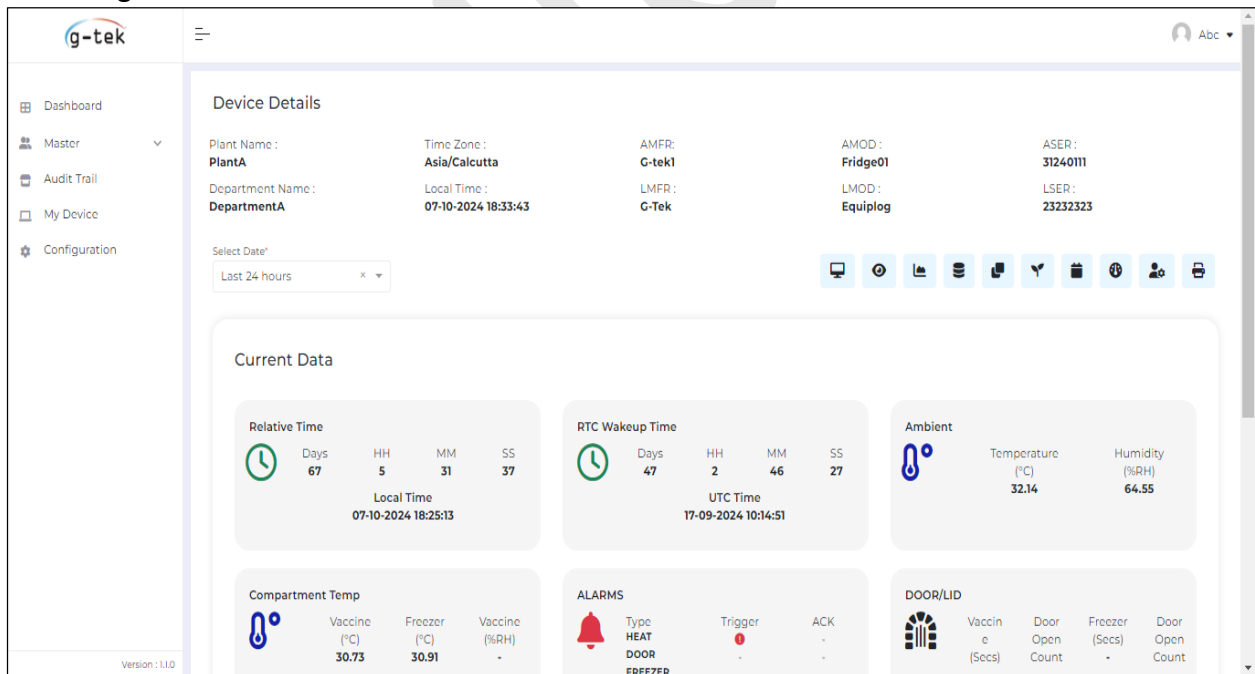 g-tek
Abc
Dashboard
Master
Audit Trail
My Device
Configuration
Version : 1.1.0
Device Details
Plant Name : Time Zone : AMFR: AMOD : ASER :
PlantA Asia/Calcutta G-tek1 Fridge01 31240111
Department Name : Local Time : LMFR : LMOD : LSER :
DepartmentA 07-10-2024 18:33:43 G-Tek Equiplog 23232323
Select Date*
Last 24 hours × 
Current Data
Relative Time
Days HH MM SS
67 5 31 37
Local Time
07-10-2024 18:25:13
RTC Wakeup Time
Days HH MM SS
47 2 46 27
UTC Time
17-09-2024 10:14:51
Ambient
Temperature Humidity
(°C) (%RH)
32.14 64.55
Compartment Temp
Vaccine Freezer Vaccine
(°C) (°C) (%RH)
30.73 30.91 -
ALARMS
Type Trigger ACK
HEAT -
DOOR - -
FREEZER
DOOR/LID
Vaccin Door Freezer Door
e Open (Secs) Open
(Secs) Count - Count